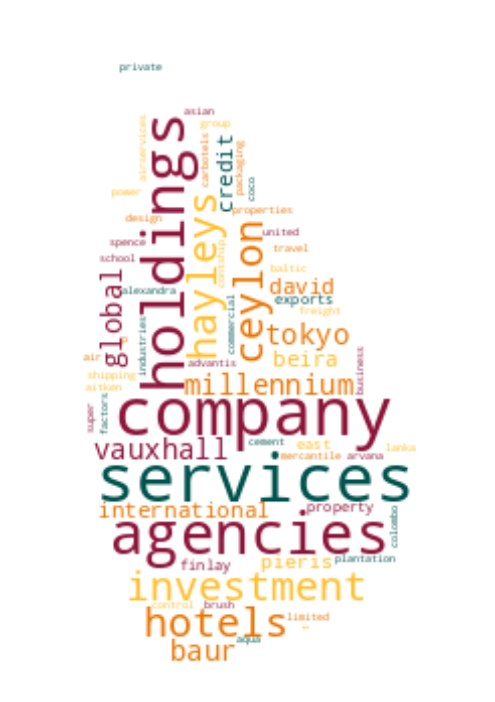 private
asian
holdings
group
airservices
carbotels
credit
packaging
coco
power
hayleys
properties
design
ceylon
united
spence
travel
school
containship
baltic
global
alexandra
david
exports
commercial
freight
industries
tokyo
air
beira
advantis
business
shipping
aitken
millennium
factors
super
company
cement
east
lanka
vauxhall
mercantile
arvana
services
international
property
colombo
agencies
plantation
finlay
pieris
investment
control
brush
hotels
limited
aqua
baur